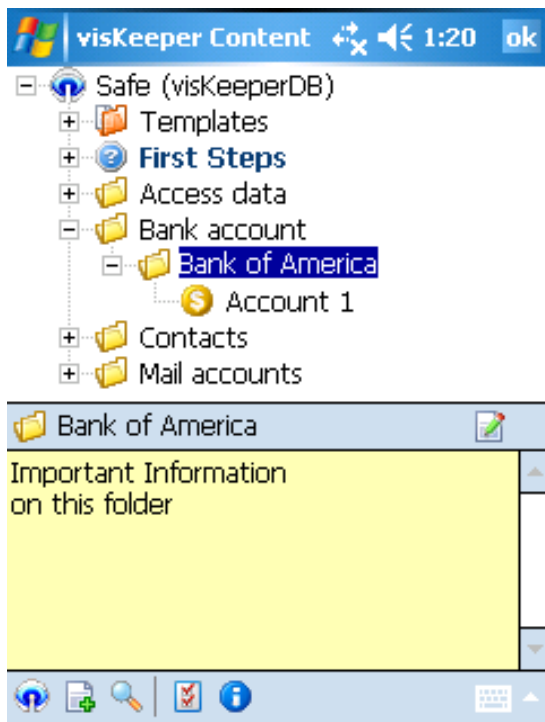 visKeeper Content 1:20 ok
Safe (visKeeperDB)
Templates
First Steps
Access data
Bank account
Bank of America
Account 1
Contacts
Mail accounts
Bank of America
Important Information
on this folder